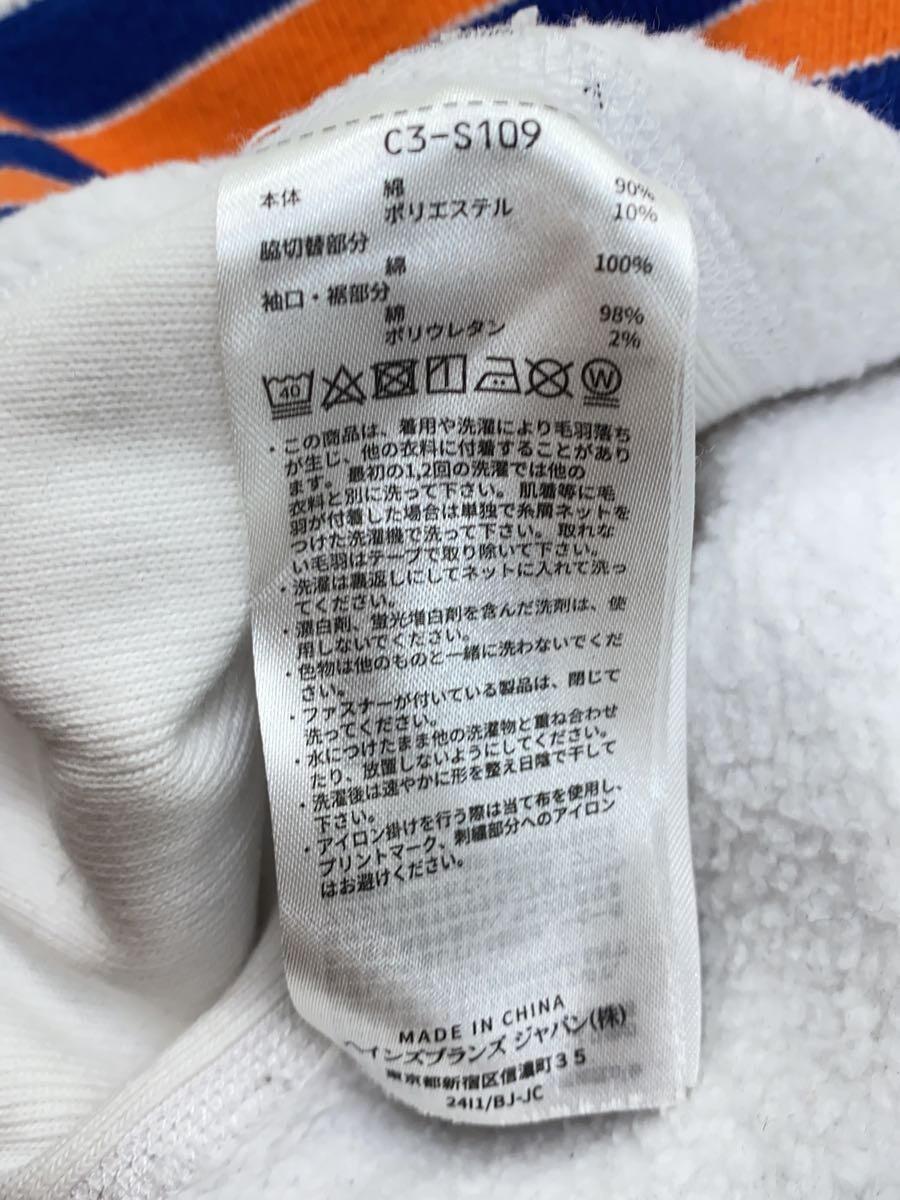 C3-S109
本体 綿 90%
ポリエステル 10%
脇切替部分
綿 100%
袖口・裾部分
綿 98%
ポリウレタン 2%
40 W
・この商品は、着用や洗濯により毛羽落ち
が生じ、他の衣料に付着することがあり
ます。最初の1,2回の洗濯では他の
衣料と別に洗って下さい。肌着等に毛
羽が付着した場合は単独で糸屑ネットを
つけた洗濯機で洗って下さい。取れな
い毛羽はテープで取り除いて下さい。
・洗濯は裏返しにしてネットに入れて洗っ
てください。
・漂白剤、蛍光増白剤を含んだ洗剤は、使
用しないでください。
・色物は他のものと一緒に洗わないでくだ
さい。
・ファスナーが付いている製品は、閉じて
洗ってください。
・水につけたまま他の洗濯物と重ね合わせ
たり、放置しないようにしてください。
・洗濯後は速やかに形を整え日陰で干して
下さい。
・アイロン掛けを行う際は当て布を使用し、
プリントマーク、刺繍部分へのアイロン
はお避けください。
MADE IN CHINA
ヘインズブランズ ジャパン(株)
東京都新宿区信濃町35
2411/BJ-JC